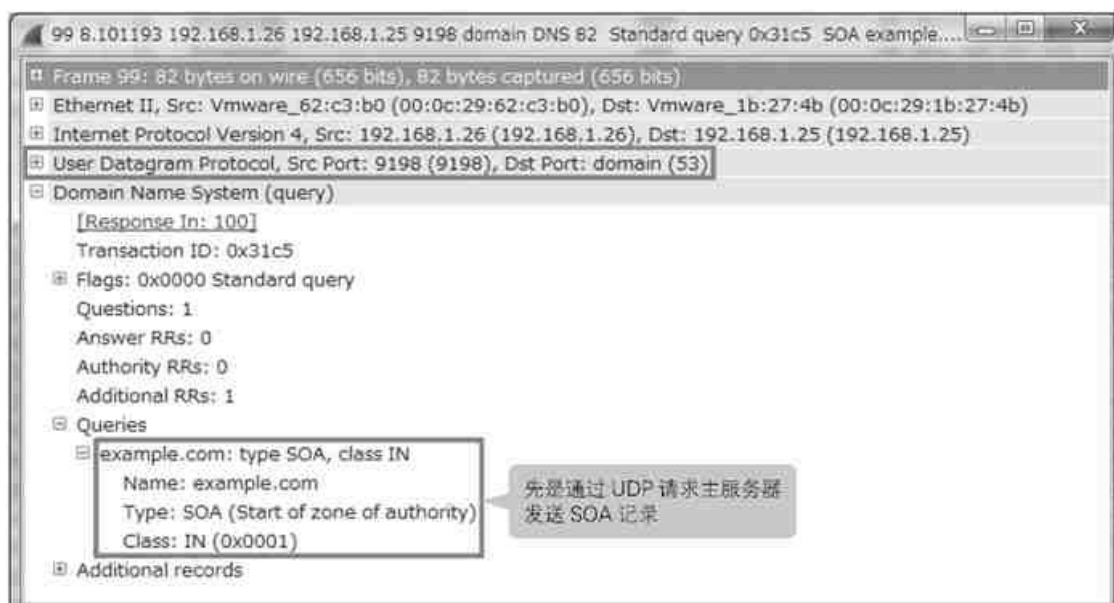 99 8.101193 192.168.1.26 192.168.1.25 9198 domain DNS 82 Standard query 0x31c5 SOA example....
Frame 99: 82 bytes on wire (656 bits), 82 bytes captured (656 bits)
Ethernet II, Src: Vmware_62:c3:b0 (00:0c:29:62:c3:b0), Dst: Vmware_1b:27:4b (00:0c:29:1b:27:4b)
Internet Protocol Version 4, Src: 192.168.1.26 (192.168.1.26), Dst: 192.168.1.25 (192.168.1.25)
User Datagram Protocol, Src Port: 9198 (9198), Dst Port: domain (53)
Domain Name System (query)
[Response In: 100]
Transaction ID: 0x31c5
Flags: 0x0000 Standard query
Questions: 1
Answer RRs: 0
Authority RRs: 0
Additional RRs: 1
Queries
example.com: type SOA, class IN
Name: example.com
Type: SOA (Start of zone of authority)
Class: IN (0x0001)
先是通过 UDP 请求主服务器
发送 SOA 记录
Additional records